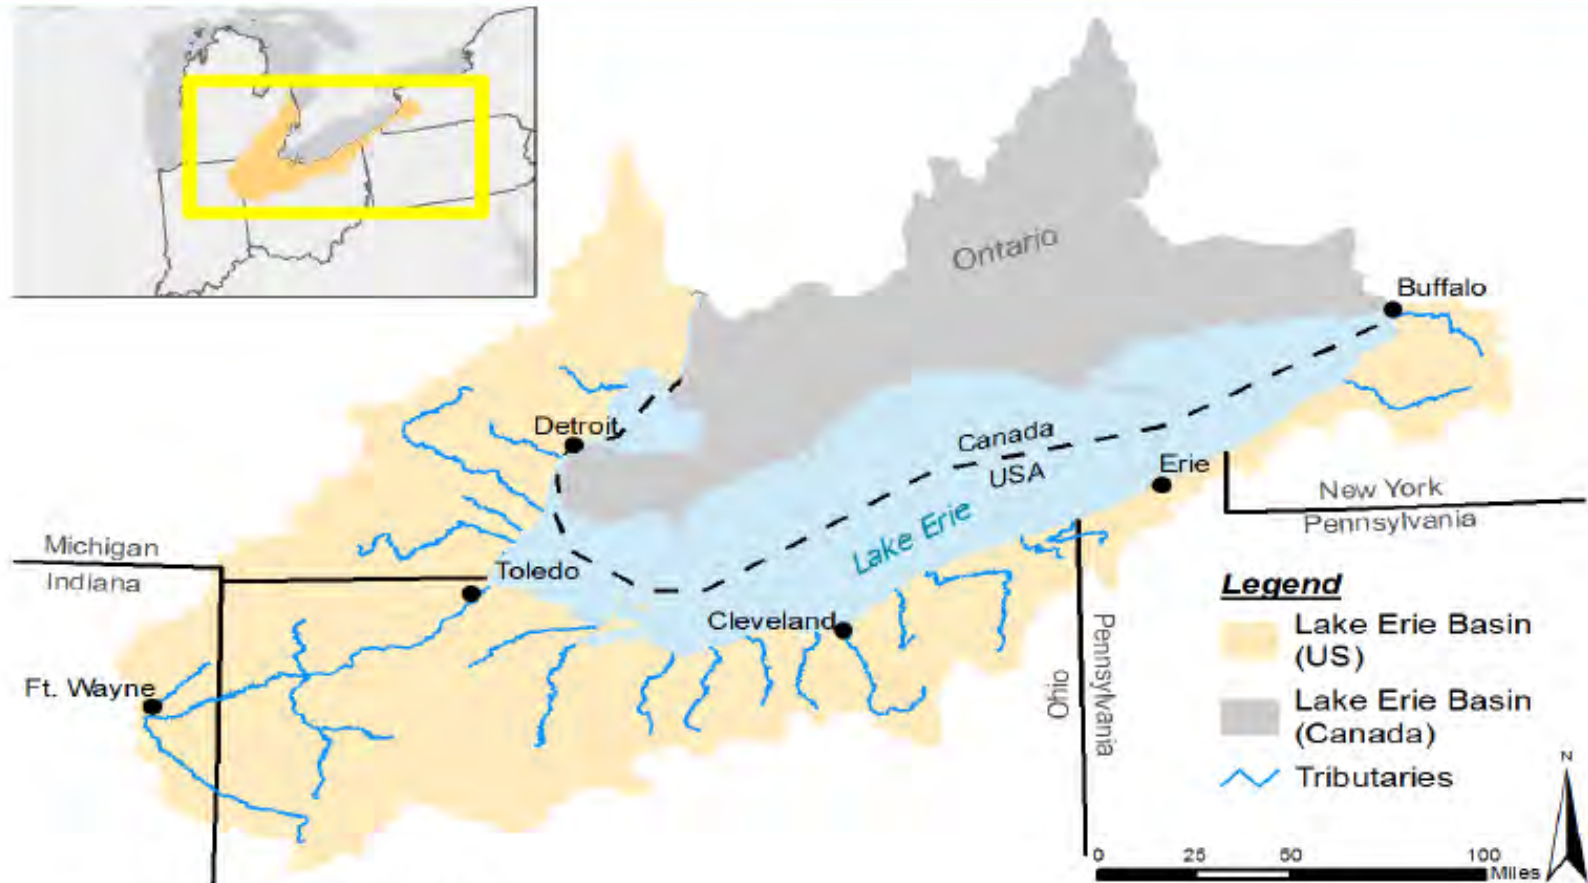 Ontario
Buffalo
Detroit
Canada
USA
Erie
New York
Pennsylvania
Lake Erie
Michigan
Indiana
Toledo
Cleveland
Ft. Wayne
Ohio
Pennsylvania
Legend
Lake Erie Basin
(US)
Lake Erie Basin
(Canada)
Tributaries
N
0 25 50 100
Miles